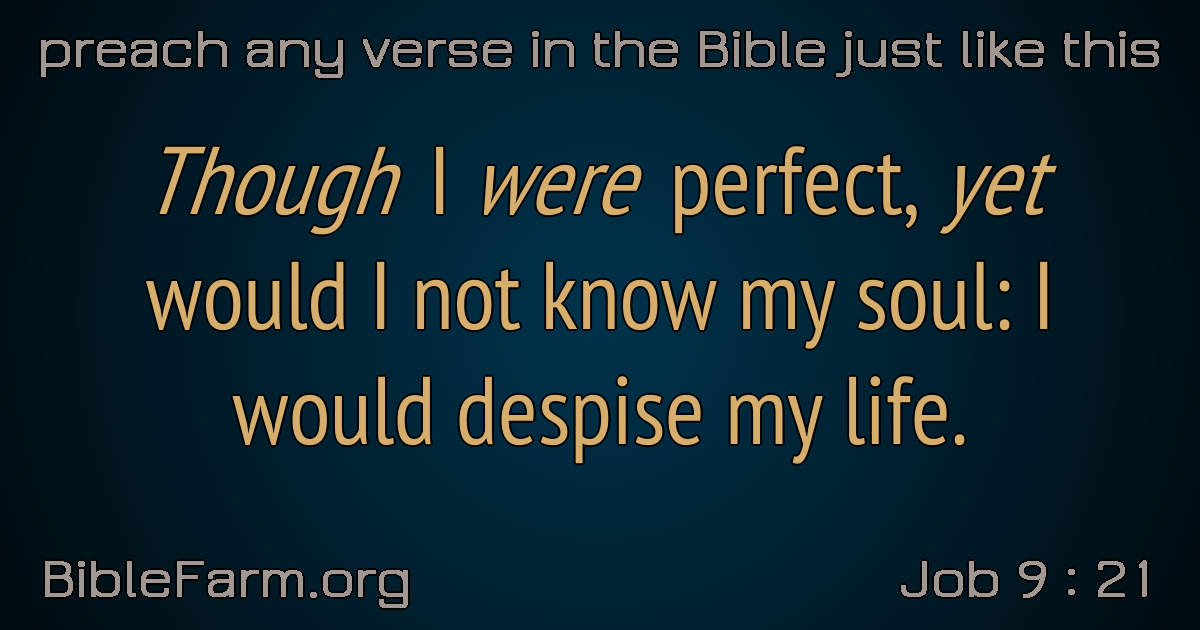 preach any verse in the Bible just like this
Though I were perfect, yet
would I not know my soul: I
would despise my life.
BibleFarm.org
Job 9 : 21